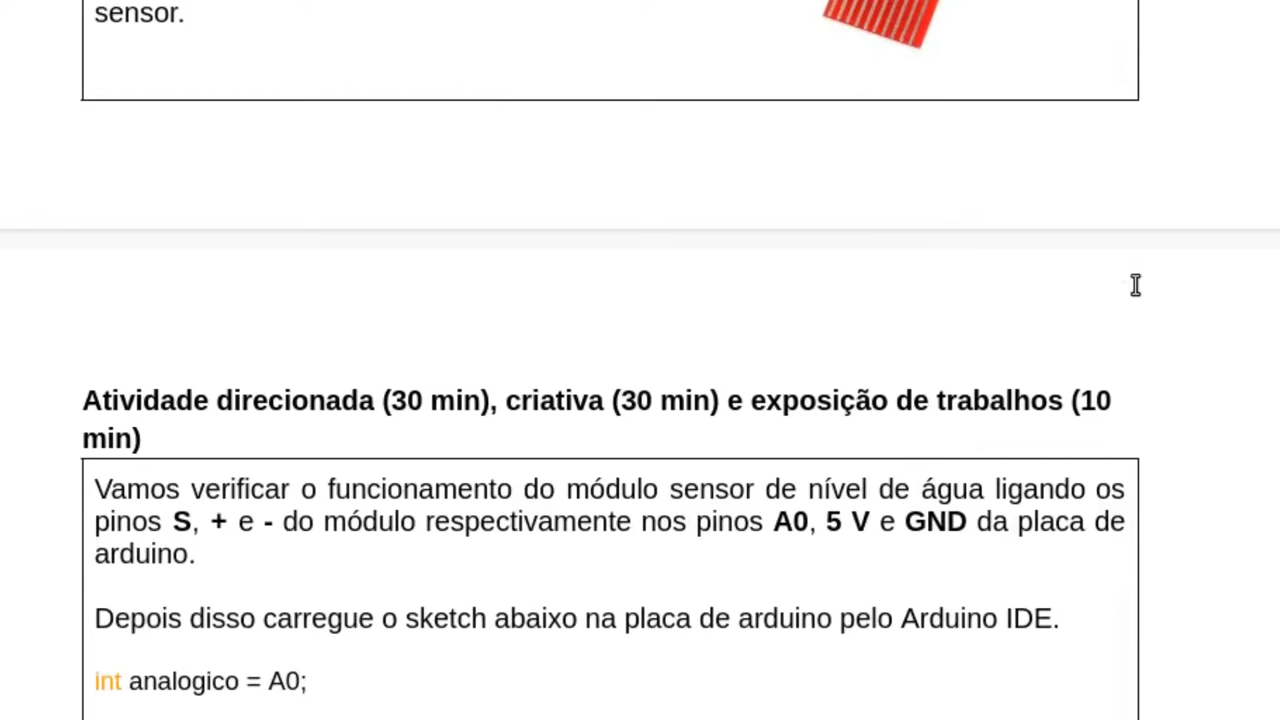 sensor.
Atividade direcionada (30 min), criativa (30 min) e exposição de trabalhos (10
min)
Vamos verificar o funcionamento do módulo sensor de nível de água ligando os
pinos S, + e - do módulo respectivamente nos pinos A0, 5 V e GND da placa de
arduino.
Depois disso carregue o sketch abaixo na placa de arduino pelo Arduino IDE.
int analogico = A0;